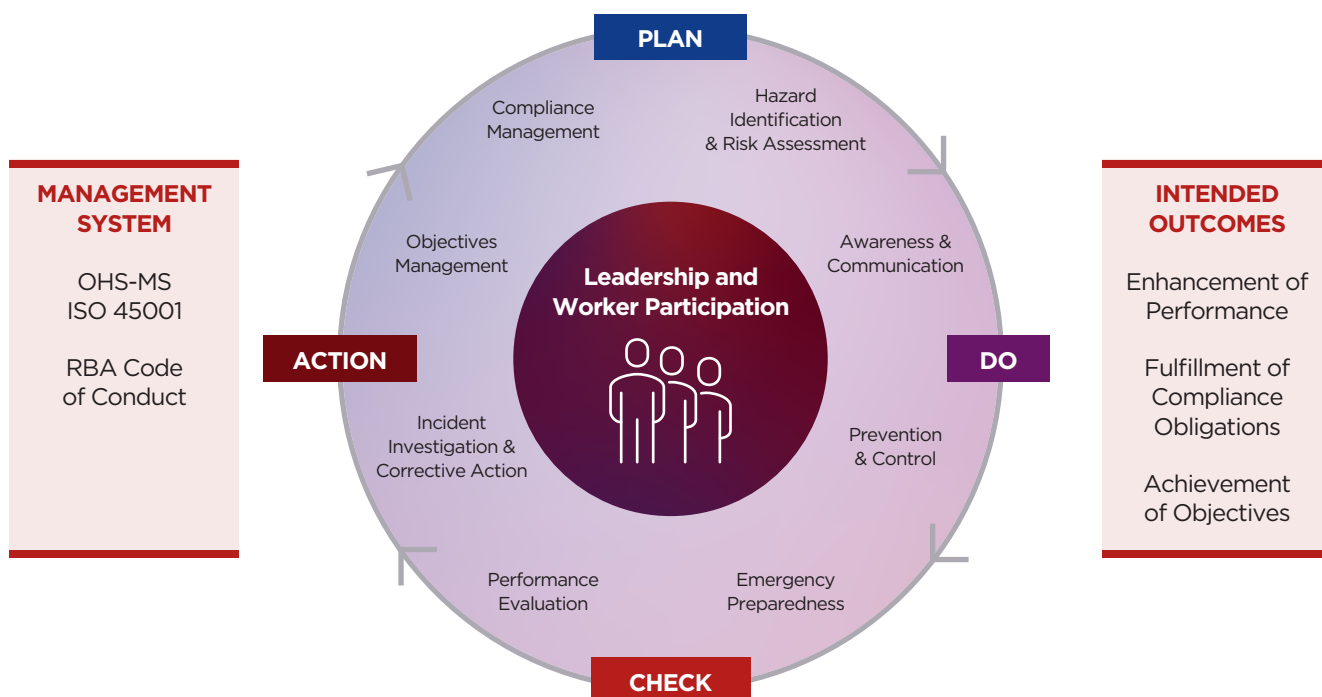 PLAN
Compliance
Management
Hazard
Identification
& Risk Assessment
MANAGEMENT
SYSTEM
OHS-MS
ISO 45001
RBA Code
of Conduct
Objectives
Management
Leadership and
Worker Participation
Awareness &
Communication
ACTION
DO
Incident
Investigation &
Corrective Action
Prevention
& Control
Performance
Evaluation
Emergency
Preparedness
CHECK
INTENDED
OUTCOMES
Enhancement of
Performance
Fulfillment of
Compliance
Obligations
Achievement
of Objectives